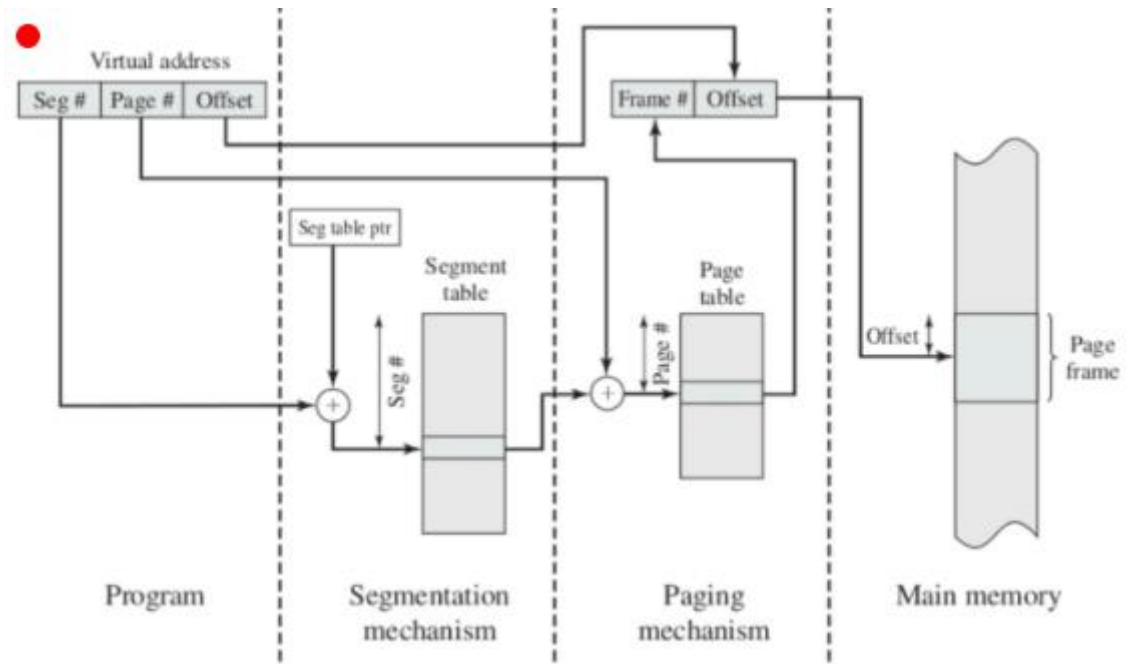 Virtual address
Seg # Page # Offset
Frame # Offset
Seg table ptr
Segment
table
Seg #
Page
table
Page #
+
+
Offset
Page
frame
Program
Segmentation
mechanism
Paging
mechanism
Main memory